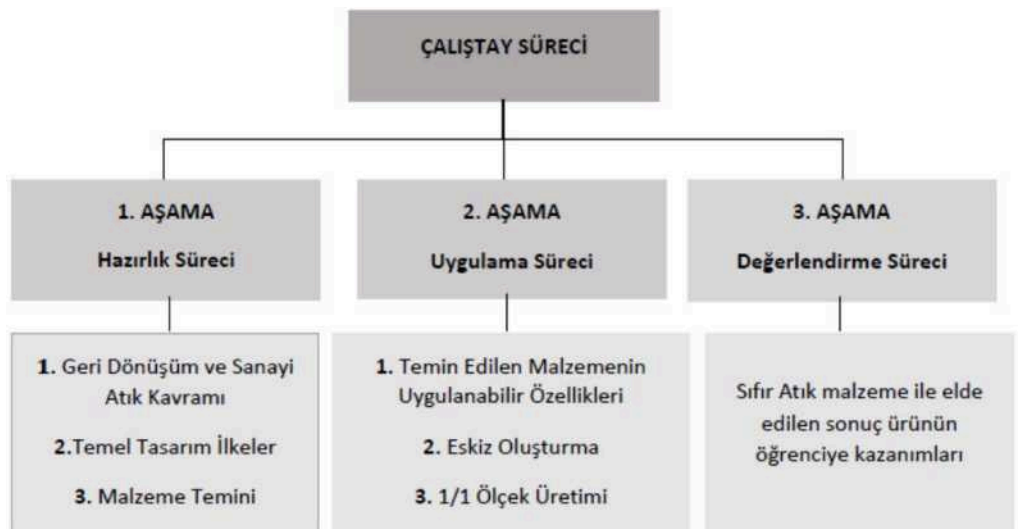 ÇALIŞTAY SÜRECİ
1. AŞAMA
Hazırlık Süreci
2. AŞAMA
Uygulama Süreci
3. AŞAMA
Değerlendirme Süreci
1. Geri Dönüşüm ve Sanayi
Atık Kavramı
2.Temel Tasarım İlkeler
3. Malzeme Temini
1. Temin Edilen Malzemenin
Uygulanabilir Özellikleri
2. Eskiz Oluşturma
3. 1/1 Ölçek Üretimi
Sıfır Atık malzeme ile elde
edilen sonuç ürünün
öğrenciye kazanımları